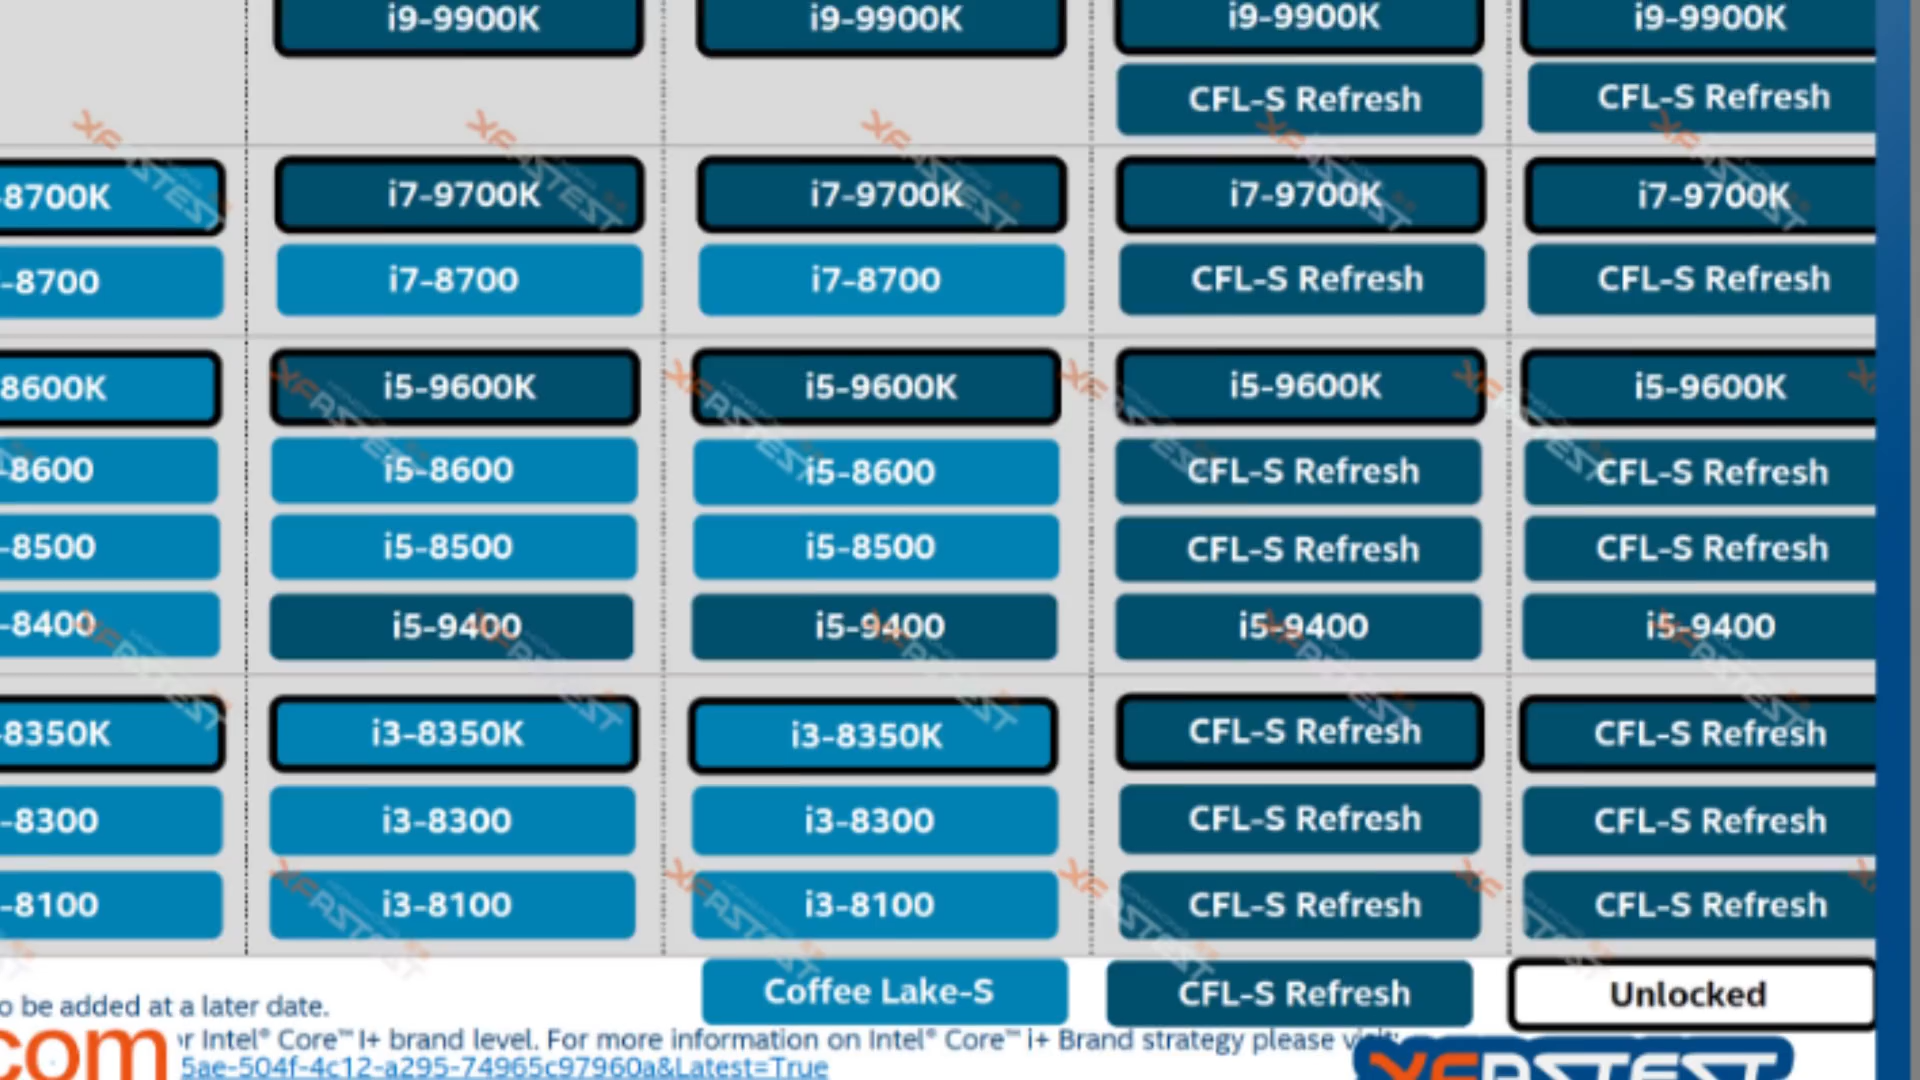 i9-9900K i9-9900K i9-9900K i9-9900K
CFL-S Refresh CFL-S Refresh
-8700K i7-9700K i7-9700K i7-9700K i7-9700K
-8700 i7-8700 i7-8700 CFL-S Refresh CFL-S Refresh
8600K i5-9600K i5-9600K i5-9600K i5-9600K
-8600 i5-8600 i5-8600 CFL-S Refresh CFL-S Refresh
-8500 i5-8500 i5-8500 CFL-S Refresh CFL-S Refresh
-8400 i5-9400 i5-9400 i5-9400 i5-9400
8350K i3-8350K i3-8350K CFL-S Refresh CFL-S Refresh
-8300 i3-8300 i3-8300 CFL-S Refresh CFL-S Refresh
-8100 i3-8100 i3-8100 CFL-S Refresh CFL-S Refresh
Coffee Lake-S CFL-S Refresh Unlocked
o be added at a later date.
r Intel® Core™ I+ brand level. For more information on Intel® Core™ i+ Brand strategy please visit:
com 5ae-504f-4c12-a295-74965c97960a&Latest=True
XFASTEST